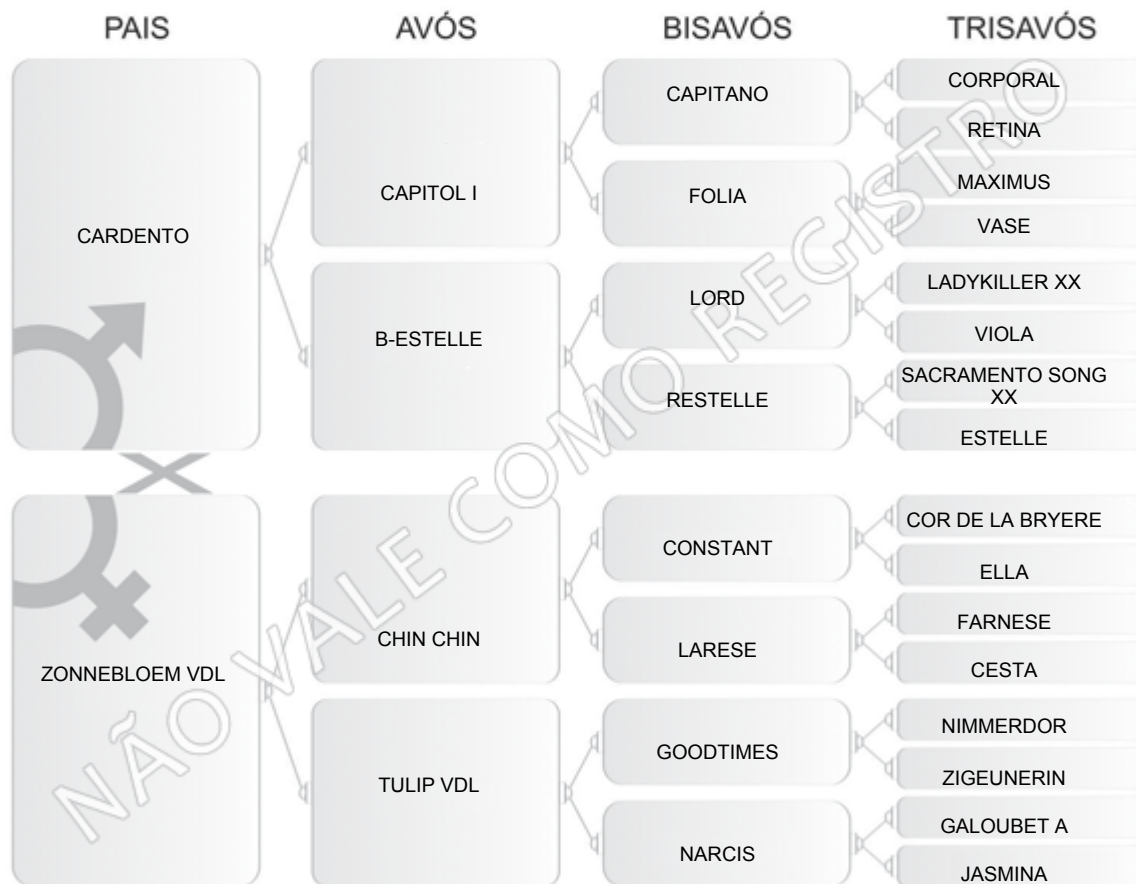 PAIS AVÓS BISAVÓS TRISAVÓS
CARDENTO
CAPITOL I
B-ESTELLE
CAPITANO
FOLIA
LORD
RESTELLE
CORPORAL
RETINA
MAXIMUS
VASE
LADYKILLER XX
VIOLA
SACRAMENTO SONG
XX
ESTELLE
ZONNEBLOEM VDL
CHIN CHIN
TULIP VDL
CONSTANT
LARESE
GOODTIMES
NARCIS
COR DE LA BRYERE
ELLA
FARNESE
CESTA
NIMMERDOR
ZIGEUNERIN
GALOUBET A
JASMINA
NÃO VALE COMO REGISTRO